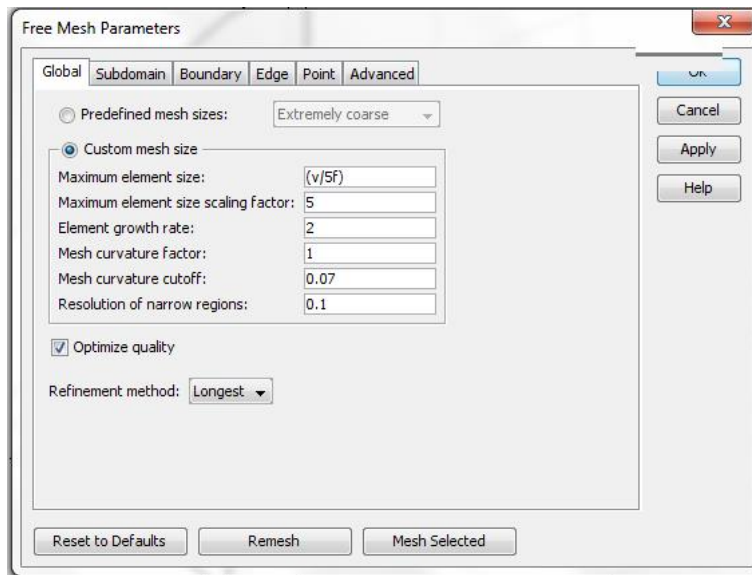 Free Mesh Parameters
Global Subdomain Boundary Edge Point Advanced
Predefined mesh sizes: Extremely coarse
Custom mesh size
Maximum element size: (v/5f)
Maximum element size scaling factor: 5
Element growth rate: 2
Mesh curvature factor: 1
Mesh curvature cutoff: 0.07
Resolution of narrow regions: 0.1
Optimize quality
Refinement method: Longest
OK
Cancel
Apply
Help
Reset to Defaults Remesh Mesh Selected